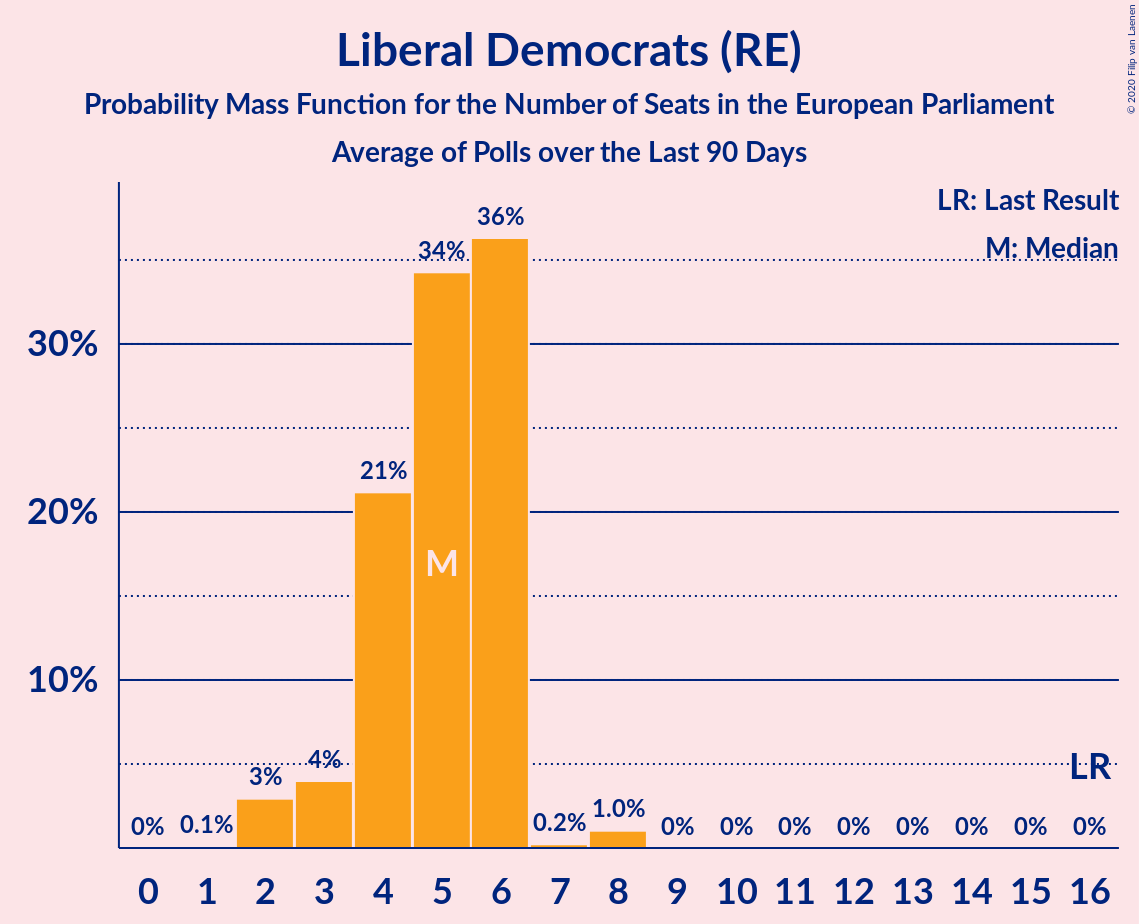 © 2020 Filip van Laenen
Liberal Democrats (RE)
Probability Mass Function for the Number of Seats in the European Parliament
Average of Polls over the Last 90 Days
LR: Last Result
M: Median
36%
34%
30%
21%
20%
M
10%
4%
3%
LR
0% 0.1% 0.2% 1.0% 0% 0% 0% 0% 0% 0% 0% 0%
0 1 2 3 4 5 6 7 8 9 10 11 12 13 14 15 16